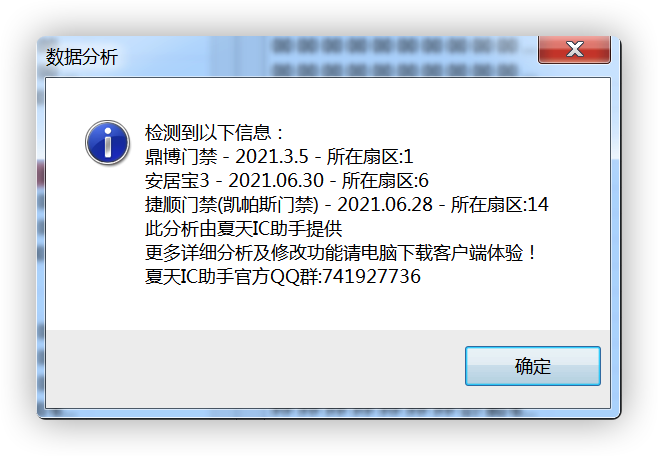 数据分析
检测到以下信息：
鼎博门禁 - 2021.3.5 - 所在扇区:1
安居宝3 - 2021.06.30 - 所在扇区:6
捷顺门禁(凯帕斯门禁) - 2021.06.28 - 所在扇区:14
此分析由夏天IC助手提供
更多详细分析及修改功能请电脑下载客户端体验！
夏天IC助手官方QQ群:741927736
确定